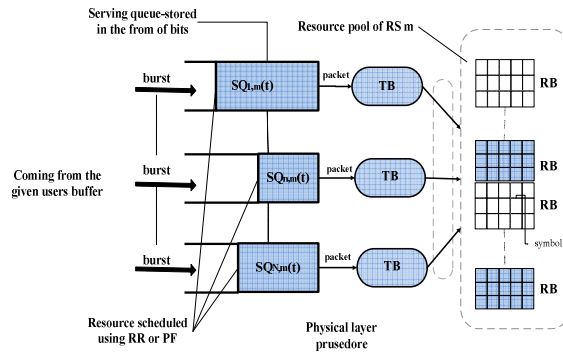 Serving queue-stored
in the from of bits
Resource pool of RS m
burst
SQ1,m(t)
packet
TB
RB
burst
SQn,m(t)
packet
TB
RB
RB
Coming from the
given users buffer
symbol
burst
SQN,m(t)
packet
TB
RB
Resource scheduled
using RR or PF
Physical layer
prusedore